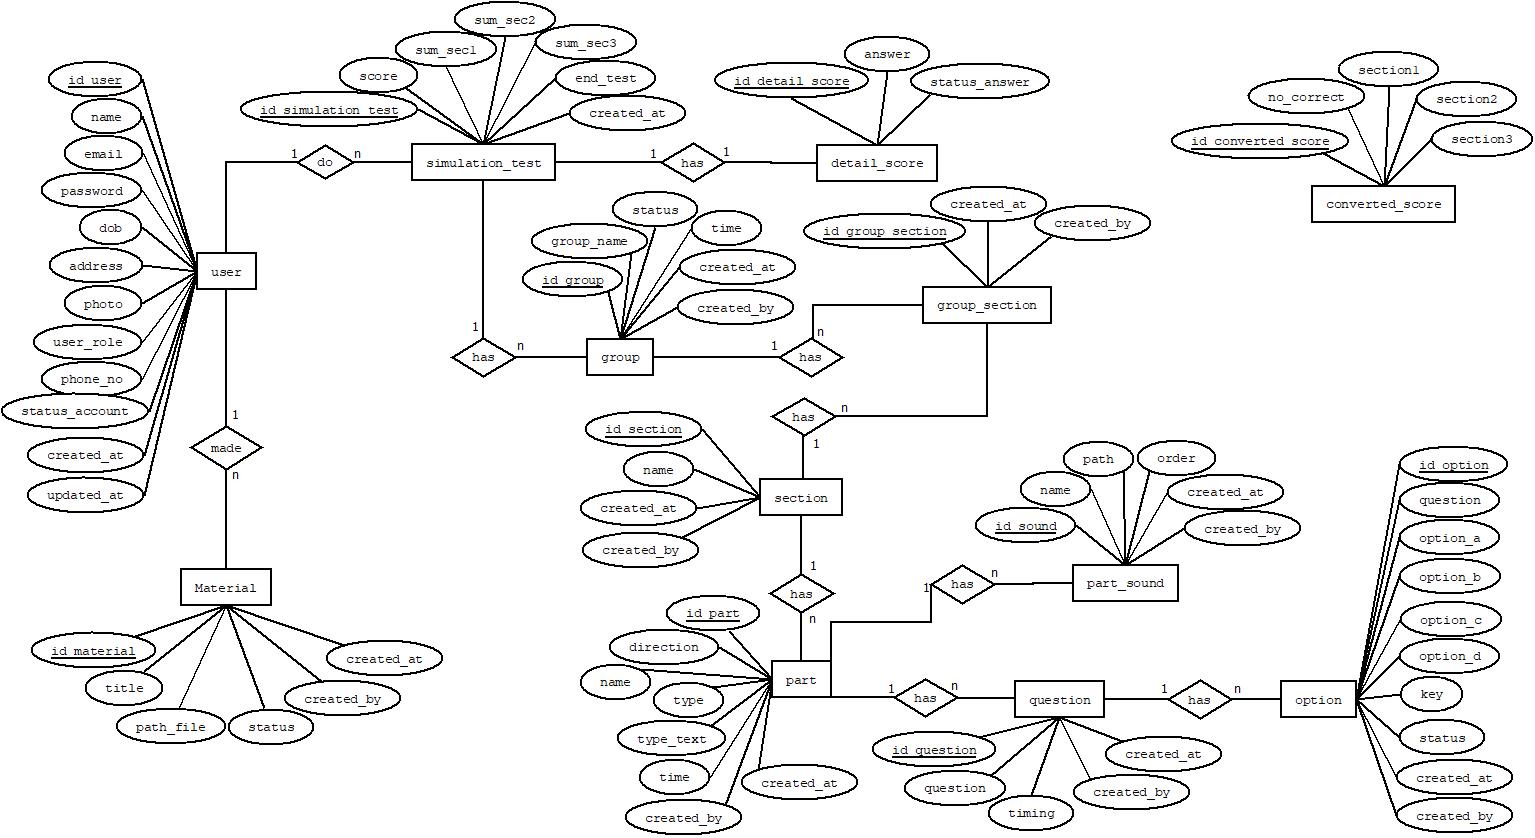 id_user
name
email
password
dob
address
photo
user_role
phone_no
status_account
created_at
updated_at
user
1
do
n
id_simulation_test
score
sum_sec1
sum_sec2
sum_sec3
end_test
created_at
simulation_test
1
has
1
id_detail_score
answer
status_answer
detail_score
id_converted_score
no_correct
section1
section2
section3
converted_score
1
has
n
id_group
group_name
status
time
created_at
created_by
group
1
has
n
id_group_section
created_at
created_by
group_section
n
has
1
id_section
name
created_at
created_by
section
1
has
n
1
made
n
Material
id_material
title
path_file
status
created_by
created_at
id_part
direction
name
type
type_text
time
created_by
created_at
part
1
has
n
id_sound
name
path
order
created_at
created_by
part_sound
1
has
n
question
id_question
question
timing
created_by
created_at
1
has
n
option
id_option
question
option_a
option_b
option_c
option_d
key
status
created_at
created_by